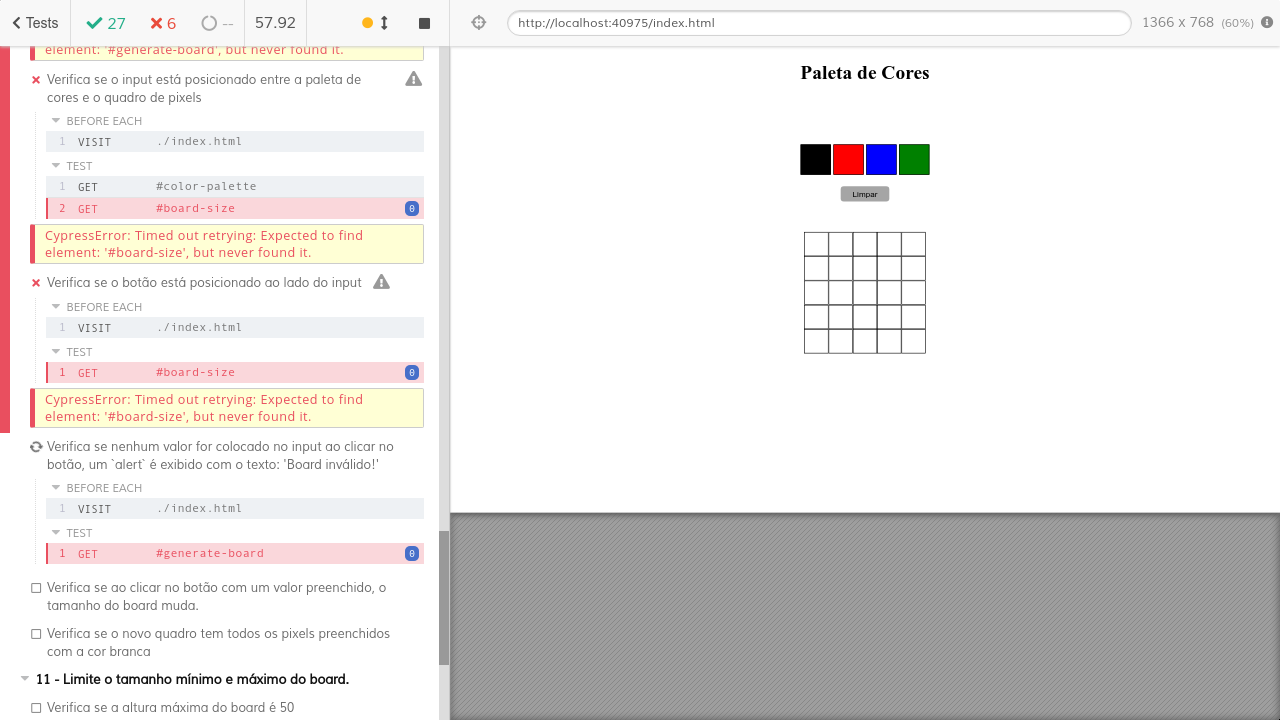 Tests
27
6
--
57.92
http://localhost:40975/index.html
1366 x 768 (60%)
element: '#generate-board', but never found it.
Verifica se o input está posicionado entre a paleta de
cores e o quadro de pixels
BEFORE EACH
1 VISIT ./index.html
TEST
1 GET #color-palette
2 GET #board-size 0
CypressError: Timed out retrying: Expected to find
element: '#board-size', but never found it.
Verifica se o botão está posicionado ao lado do input
BEFORE EACH
1 VISIT ./index.html
TEST
1 GET #board-size 0
CypressError: Timed out retrying: Expected to find
element: '#board-size', but never found it.
Verifica se nenhum valor for colocado no input ao clicar no
botão, um `alert` é exibido com o texto: 'Board inválido!'
BEFORE EACH
1 VISIT ./index.html
TEST
1 GET #generate-board 0
Verifica se ao clicar no botão com um valor preenchido, o
tamanho do board muda.
Verifica se o novo quadro tem todos os pixels preenchidos
com a cor branca
11 - Limite o tamanho mínimo e máximo do board.
Verifica se a altura máxima do board é 50
Paleta de Cores
Limpar